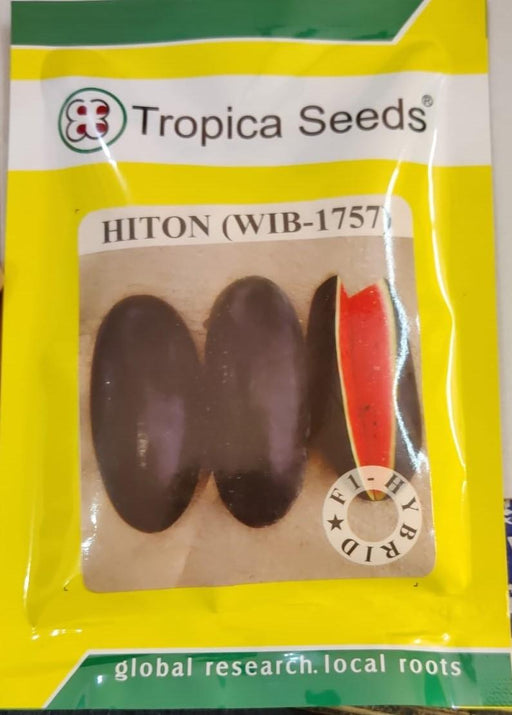 Tropica Seeds®
HITON (WIB-1757)
F1-HYBRID
global research. local roots